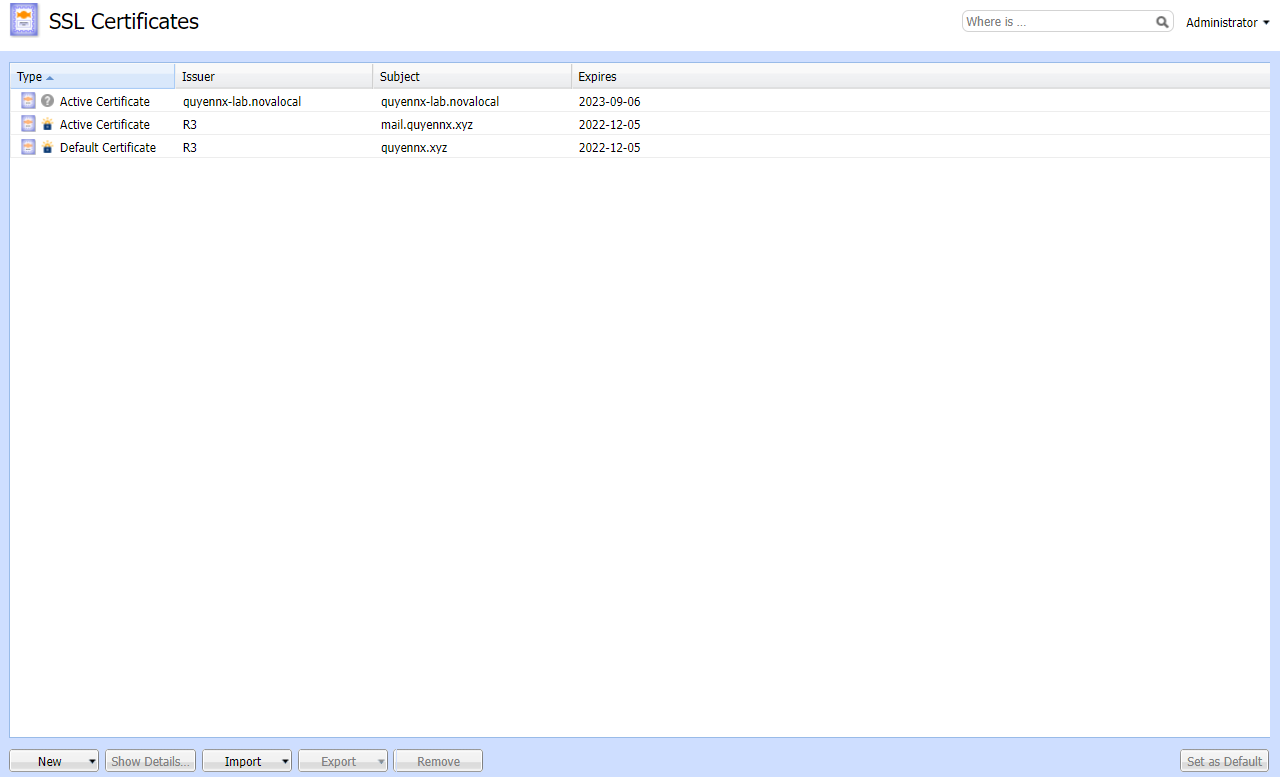 SSL Certificates
Where is ...
Administrator
Type Issuer Subject Expires
Active Certificate quyennx-lab.novalocal quyennx-lab.novalocal 2023-09-06
Active Certificate R3 mail.quyennx.xyz 2022-12-05
Default Certificate R3 quyennx.xyz 2022-12-05
New Show Details... Import Export Remove Set as Default